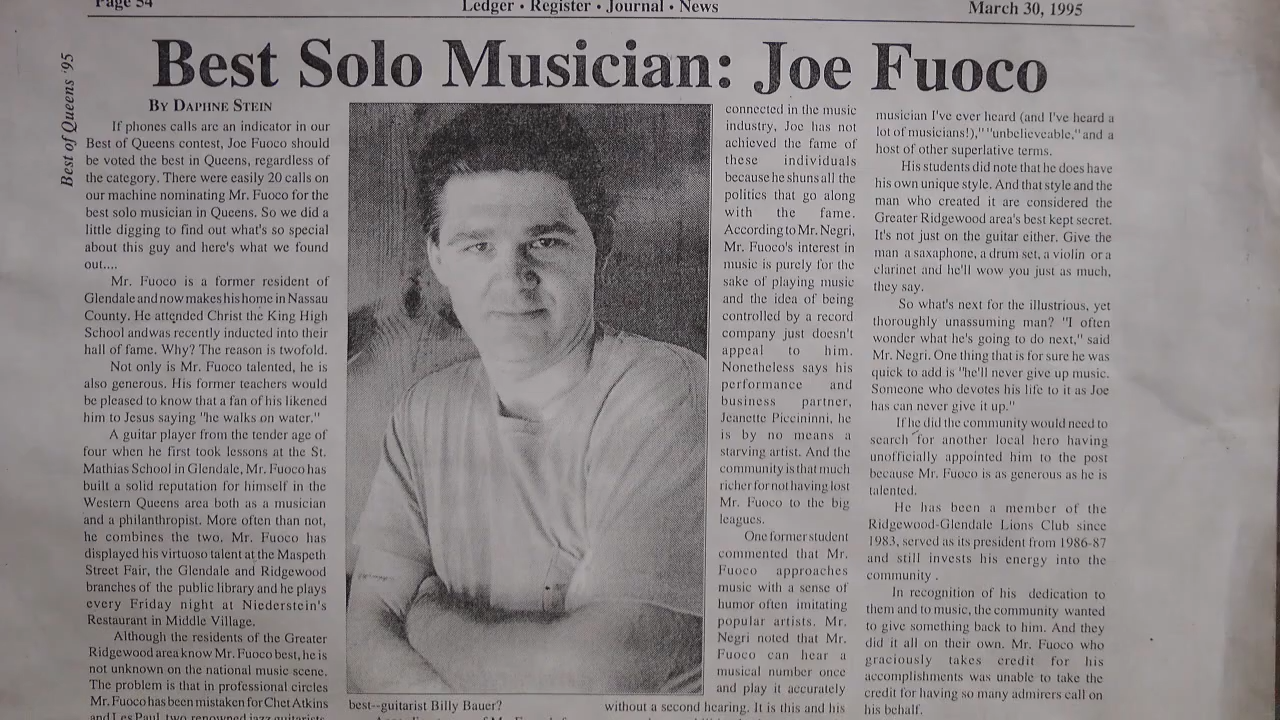 Page 54
Ledger • Register • Journal • News
March 30, 1995
Best of Queens '95
Best Solo Musician: Joe Fuoco
By Daphne Stein
If phones calls are an indicator in our
Best of Queens contest, Joe Fuoco should
be voted the best in Queens, regardless of
the category. There were easily 20 calls on
our machine nominating Mr. Fuoco for the
best solo musician in Queens. So we did a
little digging to find out what's so special
about this guy and here's what we found
out....
Mr. Fuoco is a former resident of
Glendale and now makes his home in Nassau
County. He attended Christ the King High
School andwas recently inducted into their
hall of fame. Why? The reason is twofold.
Not only is Mr. Fuoco talented, he is
also generous. His former teachers would
be pleased to know that a fan of his likened
him to Jesus saying "he walks on water."
A guitar player from the tender age of
four when he first took lessons at the St.
Mathias School in Glendale, Mr. Fuoco has
built a solid reputation for himself in the
Western Queens area both as a musician
and a philanthropist. More often than not,
he combines the two. Mr. Fuoco has
displayed his virtuoso talent at the Maspeth
Street Fair, the Glendale and Ridgewood
branches of the public library and he plays
every Friday night at Niederstein's
Restaurant in Middle Village.
Although the residents of the Greater
Ridgewood area know Mr. Fuoco best, he is
not unknown on the national music scene.
The problem is that in professional circles
Mr. Fuoco has been mistaken for Chet Atkins
and Les Paul, two renowned jazz guitarists
best--guitarist Billy Bauer?
connected in the music
industry, Joe has not
achieved the fame of
these individuals
because he shuns all the
politics that go along
with the fame.
According to Mr. Negri,
Mr. Fuoco's interest in
music is purely for the
sake of playing music
and the idea of being
controlled by a record
company just doesn't
appeal to him.
Nonetheless says his
performance and
business partner,
Jeanette Piccininni, he
is by no means a
starving artist. And the
community is that much
richer for not having lost
Mr. Fuoco to the big
leagues.
One former student
commented that Mr.
Fuoco approaches
music with a sense of
humor often imitating
popular artists. Mr.
Negri noted that Mr.
Fuoco can hear a
musical number once
and play it accurately
without a second hearing. It is this and his
musician I've ever heard (and I've heard a
lot of musicians!)," "unbelieveable," and a
host of other superlative terms.
His students did note that he does have
his own unique style. And that style and the
man who created it are considered the
Greater Ridgewood area's best kept secret.
It's not just on the guitar either. Give the
man a saxaphone, a drum set, a violin or a
clarinet and he'll wow you just as much,
they say.
So what's next for the illustrious, yet
thoroughly unassuming man? "I often
wonder what he's going to do next," said
Mr. Negri. One thing that is for sure he was
quick to add is "he'll never give up music.
Someone who devotes his life to it as Joe
has can never give it up."
If he did the community would need to
search for another local hero having
unofficially appointed him to the post
because Mr. Fuoco is as generous as he is
talented.
He has been a member of the
Ridgewood-Glendale Lions Club since
1983, served as its president from 1986-87
and still invests his energy into the
community .
In recognition of his dedication to
them and to music, the community wanted
to give something back to him. And they
did it all on their own. Mr. Fuoco who
graciously takes credit for his
accomplishments was unable to take the
credit for having so many admirers call on
his behalf.